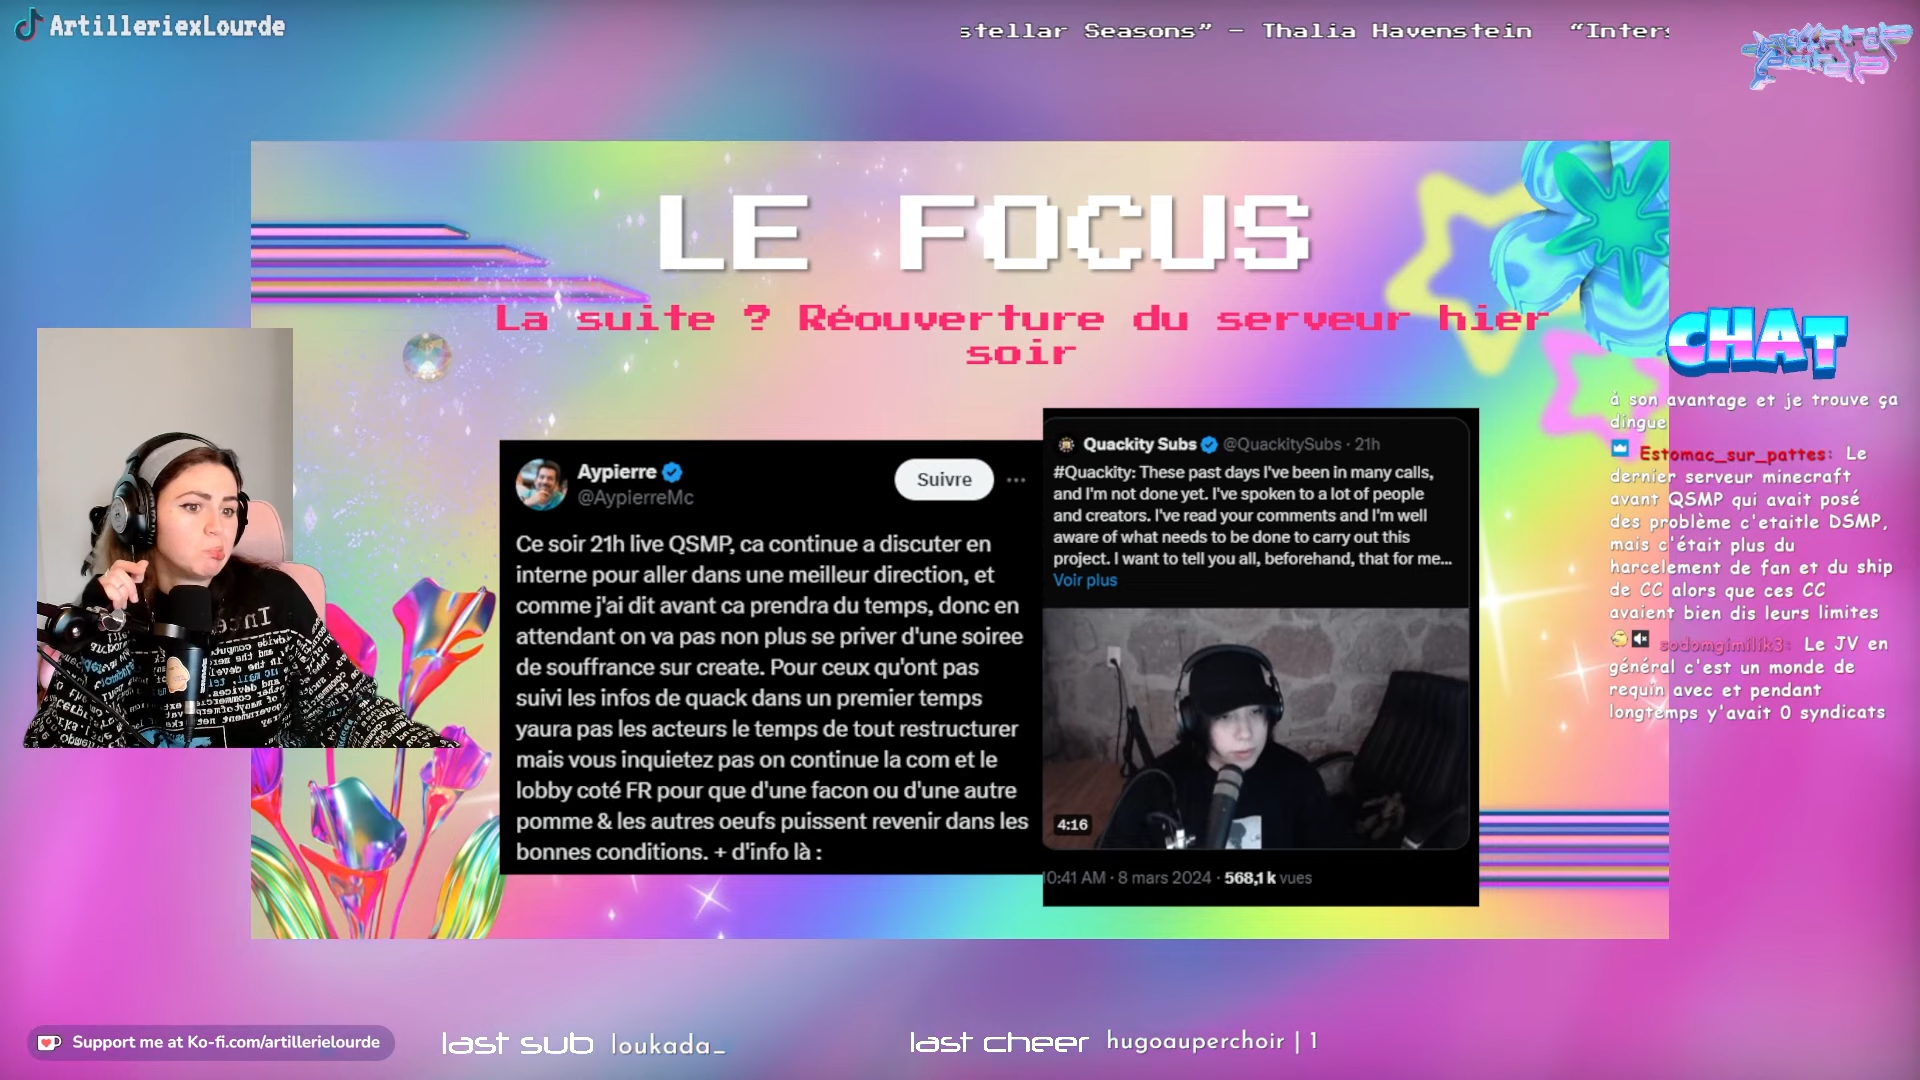 ArtilleriexLourde
stellar Seasons” – Thalia Havenstein “Inter
LE FOCUS
La suite ? Réouverture du serveur hier
soir
Aypierre
@AypierreMc
Suivre
Ce soir 21h live QSMP, ca continue a discuter en
interne pour aller dans une meilleur direction, et
comme j'ai dit avant ca prendra du temps, donc en
attendant on va pas non plus se priver d'une soiree
de souffrance sur create. Pour ceux qu'ont pas
suivi les infos de quack dans un premier temps
yaura pas les acteurs le temps de tout restructurer
mais vous inquietez pas on continue la com et le
lobby coté FR pour que d'une facon ou d'une autre
pomme & les autres oeufs puissent revenir dans les
bonnes conditions. + d'info là :
Quackity Subs @QuackitySubs · 21h
#Quackity: These past days I've been in many calls,
and I'm not done yet. I've spoken to a lot of people
and creators. I've read your comments and I'm well
aware of what needs to be done to carry out this
project. I want to tell you all, beforehand, that for me...
Voir plus
4:16
10:41 AM · 8 mars 2024 · 568,1 k vues
CHAT
à son avantage et je trouve ça
dingue
Estomac_sur_pattes: Le
dernier serveur minecraft
avant QSMP qui avait posé
des problème c'etaitle DSMP,
mais c'était plus du
harcelement de fan et du ship
de CC alors que ces CC
avaient bien dis leurs limites
sodomgimilik3: Le JV en
général c'est un monde de
requin avec et pendant
longtemps y'avait 0 syndicats
Support me at Ko-fi.com/artillerielourde
last sub loukada_
last cheer hugoauperchoir | 1